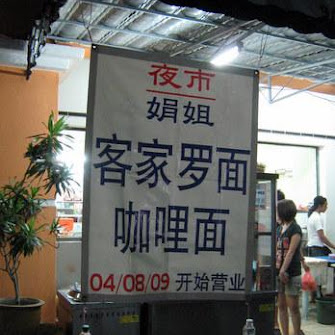 夜市
娟姐
客家罗面
咖哩面
04/08/09 开始营业